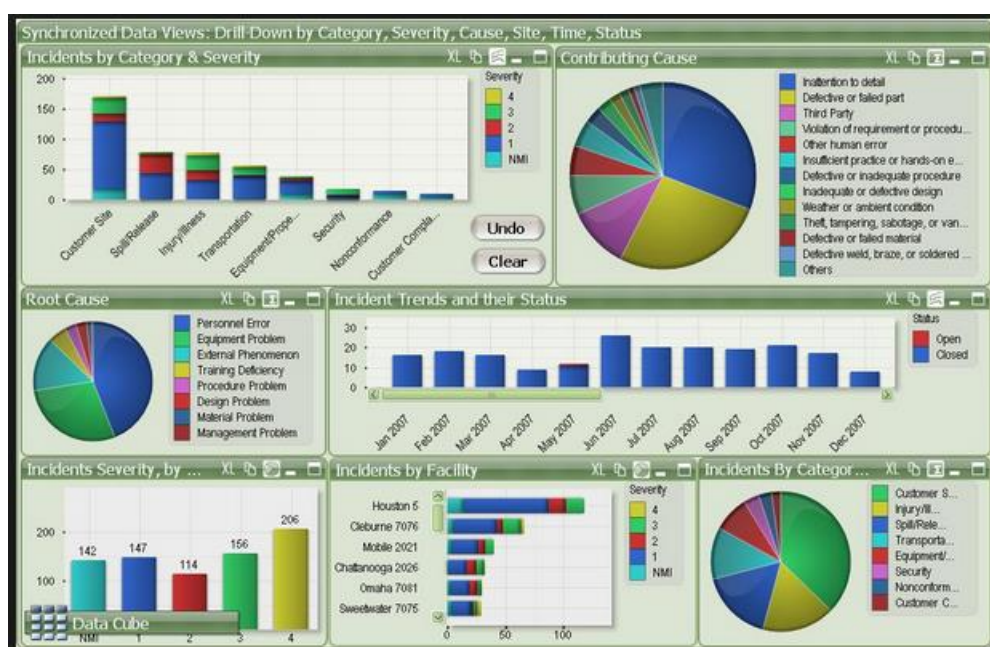 Synchronized Data Views: Drill-Down by Category, Severity, Cause, Site, Time, Status
Incidents by Category & Severity
XL
200
150
100
50
0
Customer Site
Spill/Release
Injury/Illness
Transportation
Equipment/Prope...
Security
Nonconformance
Customer Compla...
Severity
4
3
2
1
NMI
Undo
Clear
Contributing Cause
XL
Inattention to detail
Defective or failed part
Third Party
Violation of requirement or procedu...
Other human error
Insufficient practice or hands-on e...
Defective or inadequate procedure
Inadequate or defective design
Weather or ambient condition
Theft, tampering, sabotage, or van...
Defective or failed material
Defective weld, braze, or soldered ...
Others
Root Cause
XL
Personnel Error
Equipment Problem
External Phenomenon
Training Deficiency
Procedure Problem
Design Problem
Material Problem
Management Problem
Incident Trends and their Status
XL
30
20
10
0
Jan 2007
Feb 2007
Mar 2007
Apr 2007
May 2007
Jun 2007
Jul 2007
Aug 2007
Sep 2007
Oct 2007
Nov 2007
Dec 2007
Status
Open
Closed
Incidents Severity, by ...
XL
200
100
142
147
114
156
206
NMI
1
2
3
4
Data Cube
Incidents by Facility
XL
Houston 5
Cleburne 7076
Mobile 2021
Chattanooga 2026
Omaha 7081
Sweetwater 7075
0
50
100
Severity
4
3
2
1
NMI
Incidents By Categor...
XL
Customer S...
Injury/Ill...
Spill/Rele...
Transporta...
Equipment/...
Security
Nonconform...
Customer C...